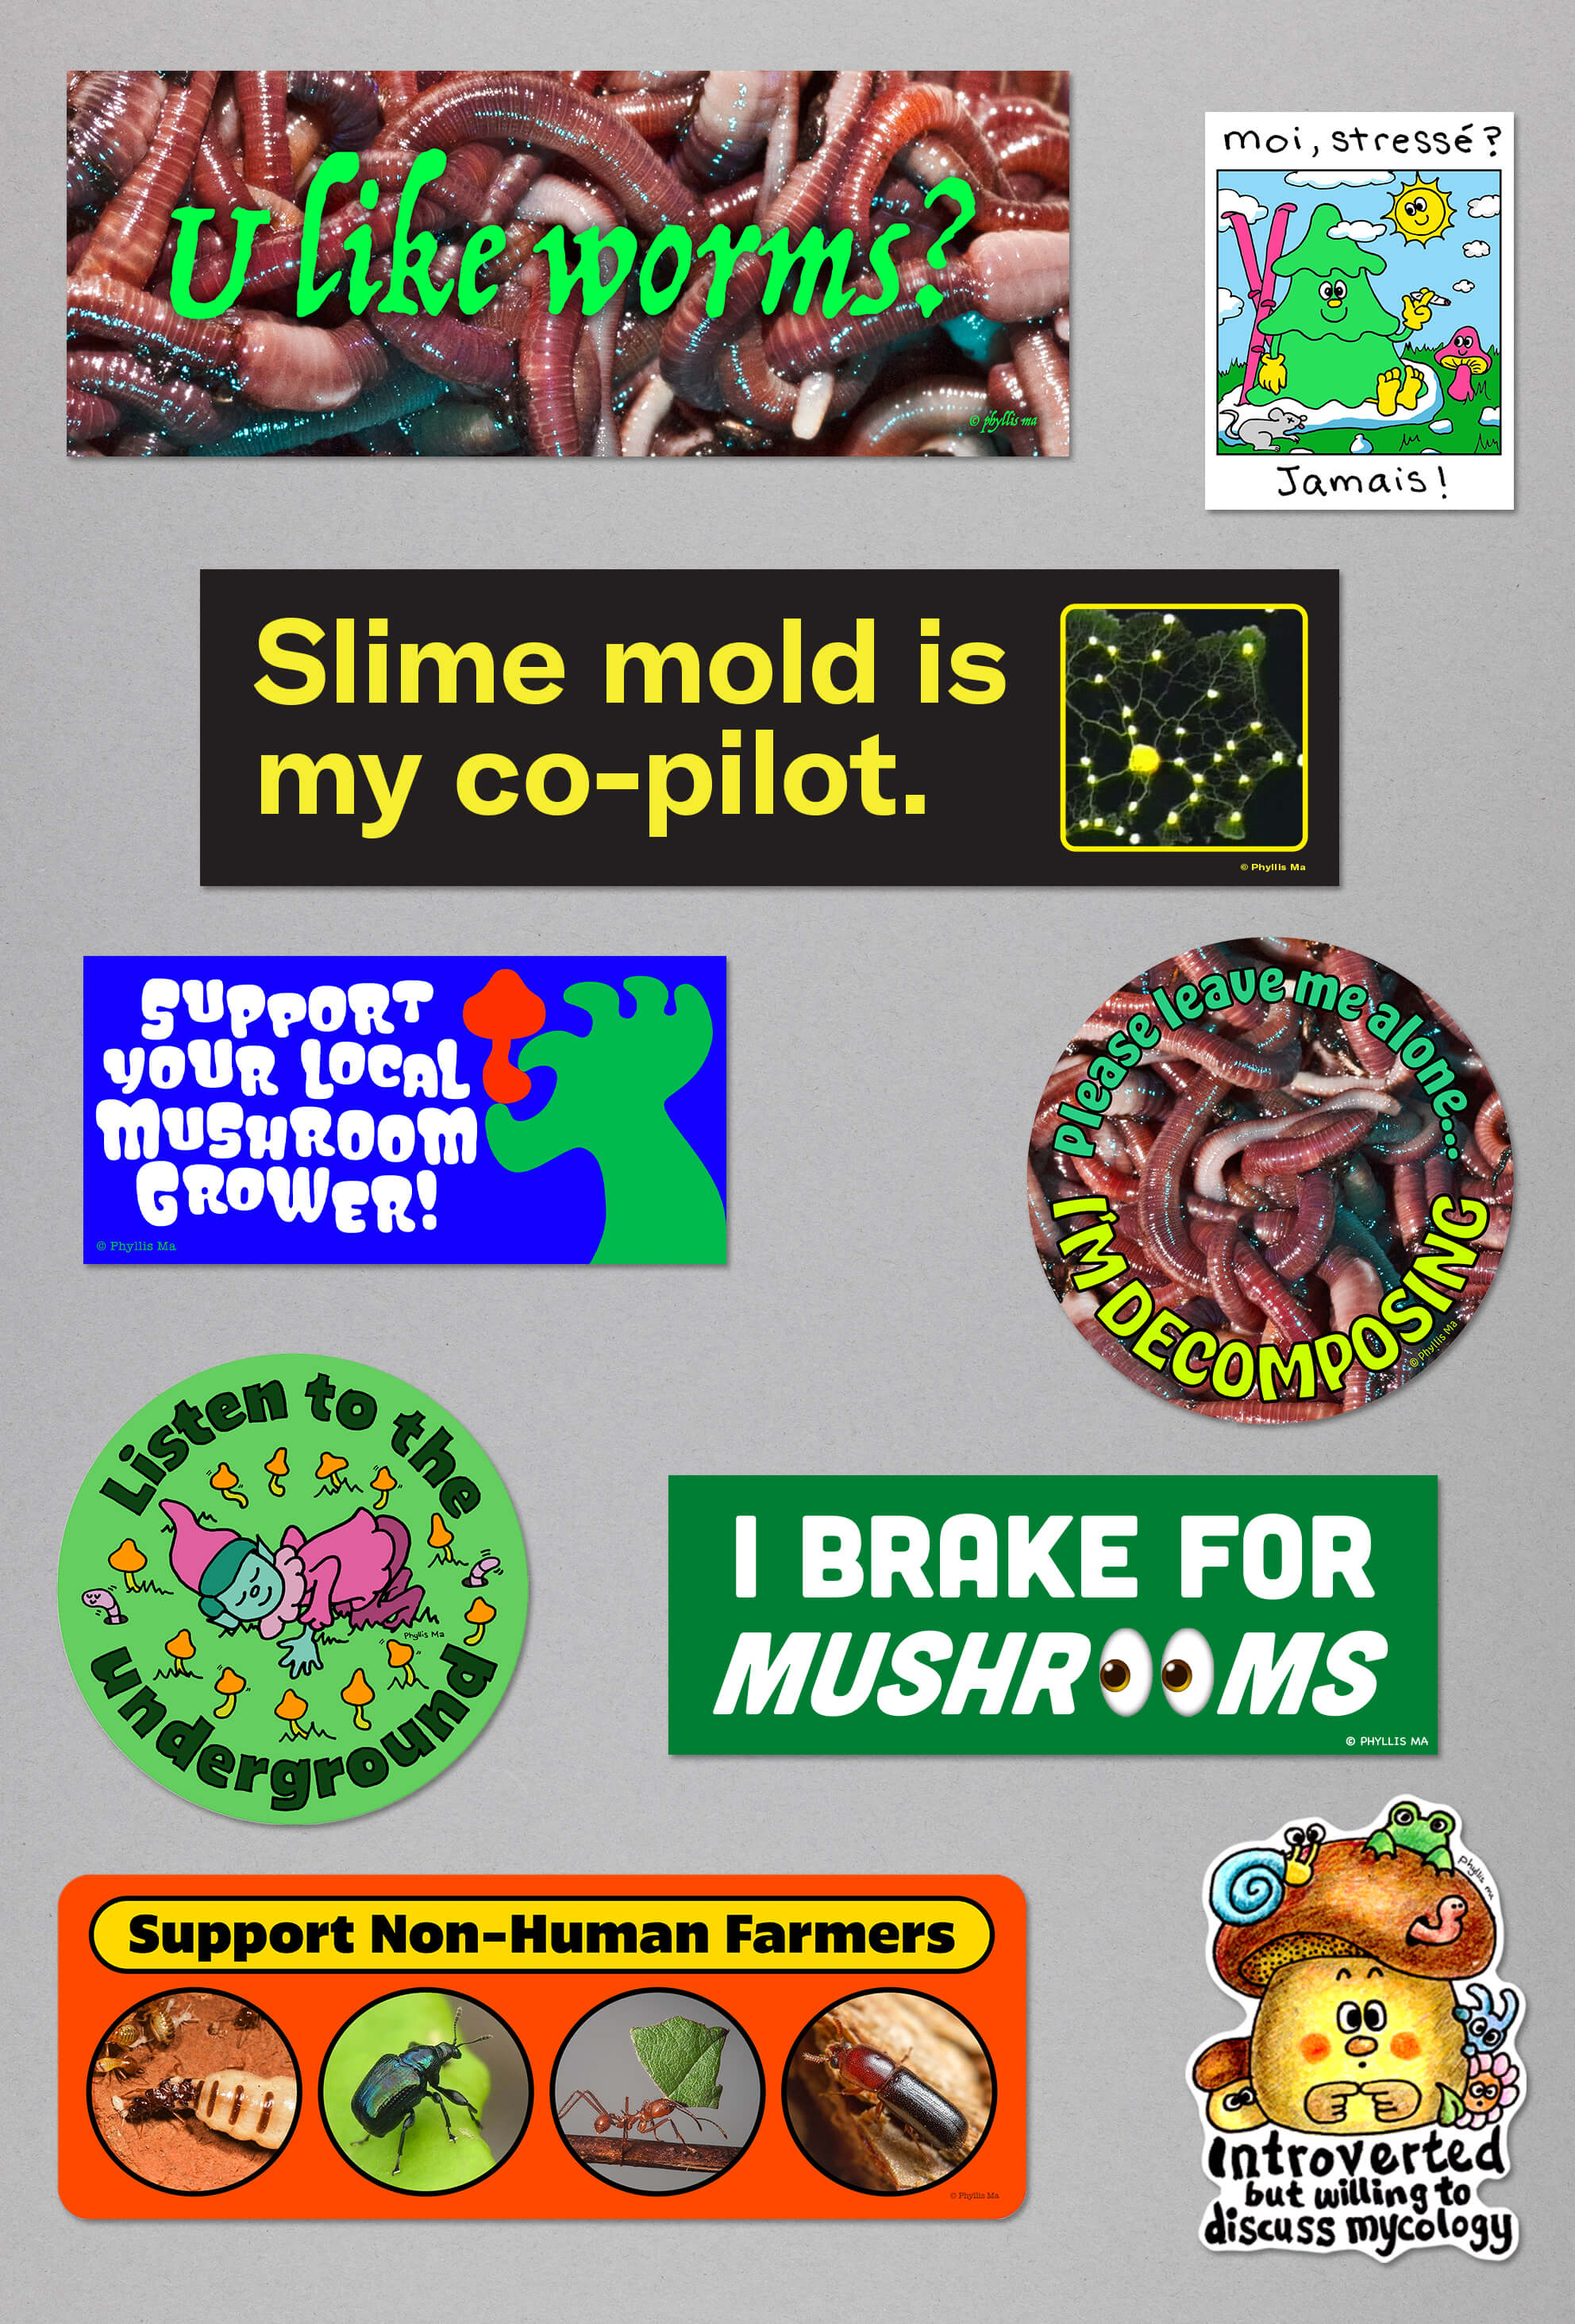 U like worms?
© phyllis ma
moi, stressé?
Jamais!
Slime mold is
my co-pilot.
© Phyllis Ma
SUPPORT
YOUR LOCAL
MUSHROOM
GROWER!
© Phyllis Ma
Please leave me alone...
I'M DECOMPOSING
© Phyllis Ma
Listen to the
Phyllis Ma
underground
I BRAKE FOR
MUSHR👀MS
© PHYLLIS MA
Support Non-Human Farmers
© Phyllis Ma
phyllis ma
Introverted
but willing to
discuss mycology